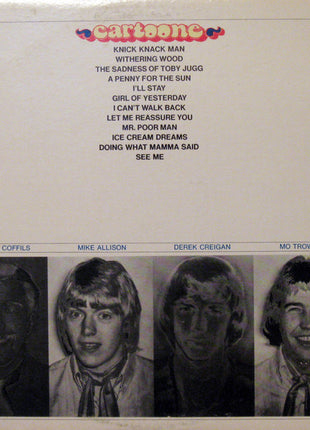 cartoone
KNICK KNACK MAN
WITHERING WOOD
THE SADNESS OF TOBY JUGG
A PENNY FOR THE SUN
I'LL STAY
GIRL OF YESTERDAY
I CAN'T WALK BACK
LET ME REASSURE YOU
MR. POOR MAN
ICE CREAM DREAMS
DOING WHAT MAMMA SAID
SEE ME
COFFILS MIKE ALLISON DEREK CREIGAN MO TROW